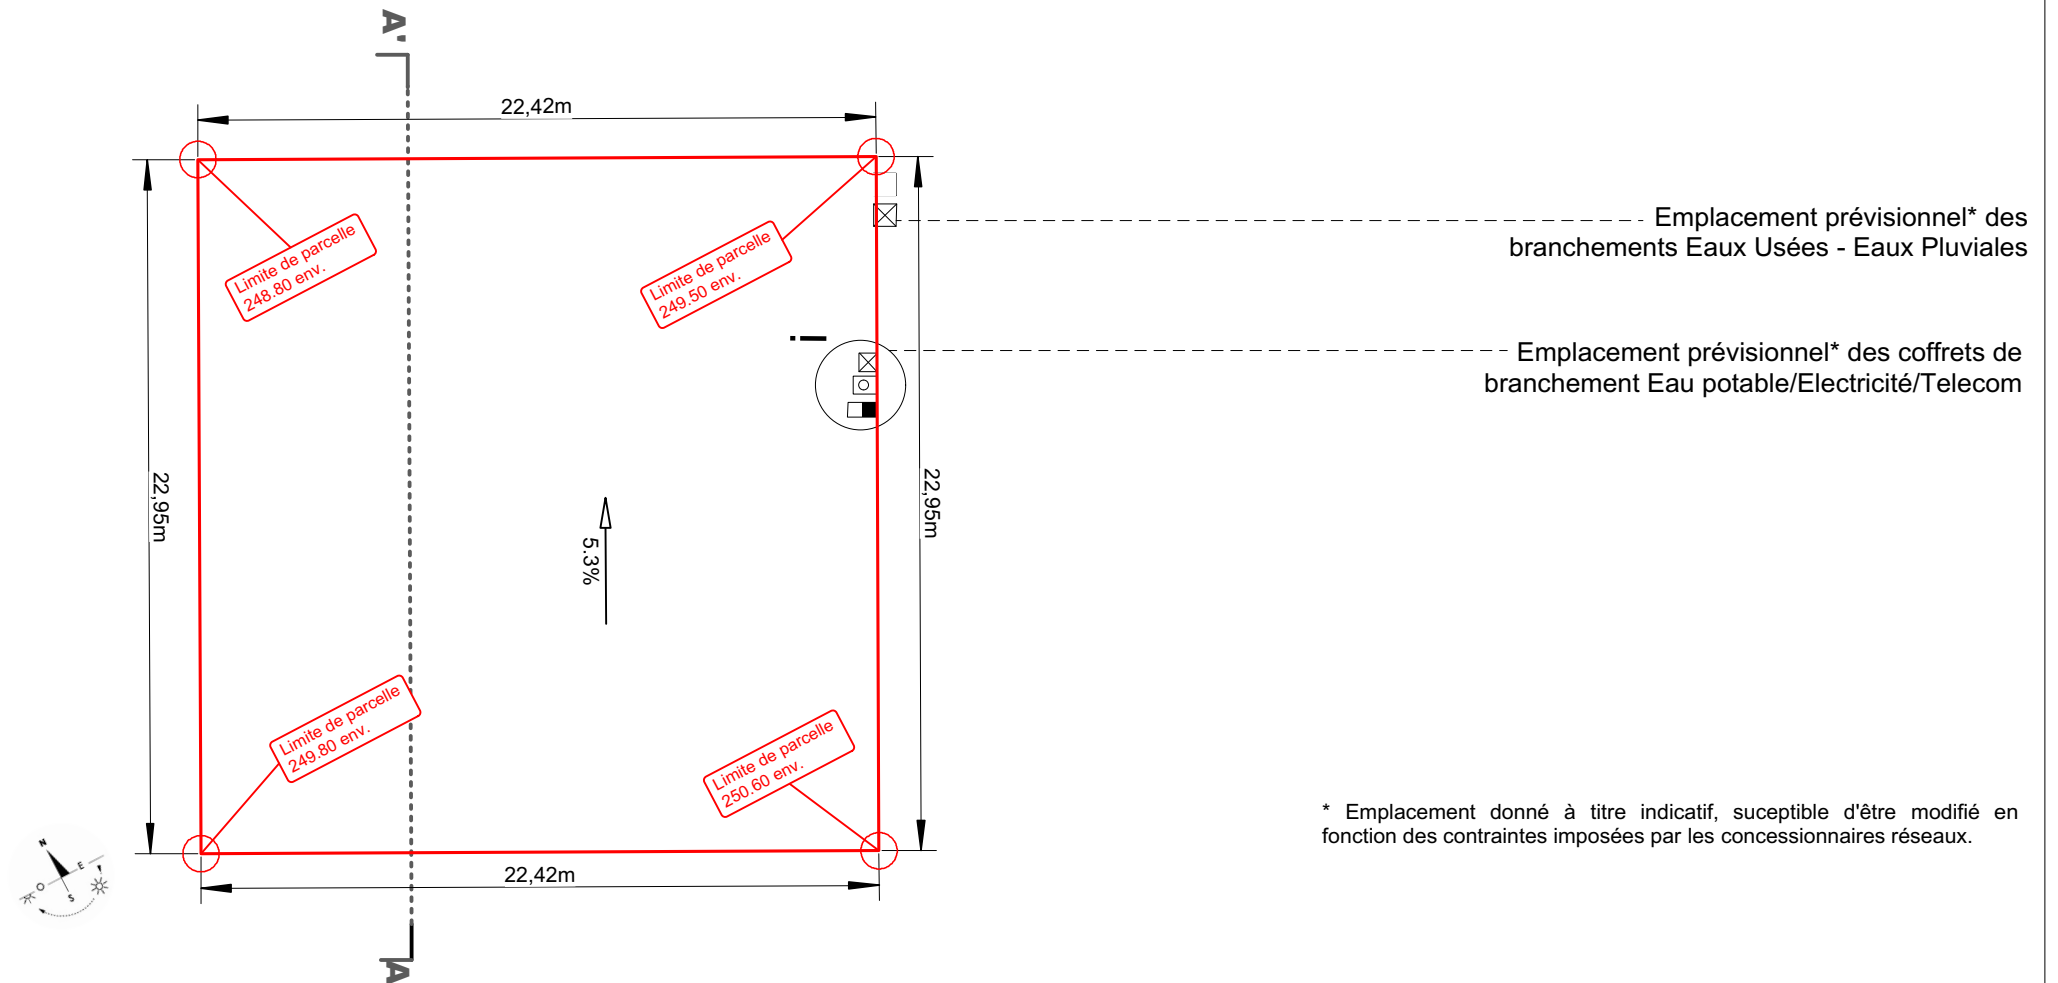 A'
22,42m
Limite de parcelle
248.80 env.
Limite de parcelle
249.50 env.
Emplacement prévisionnel* des
branchements Eaux Usées - Eaux Pluviales
Emplacement prévisionnel* des coffrets de
branchement Eau potable/Electricité/Telecom
i
22,95m
22,95m
5.3%
Limite de parcelle
249.80 env.
Limite de parcelle
250.60 env.
* Emplacement donné à titre indicatif, suceptible d'être modifié en
fonction des contraintes imposées par les concessionnaires réseaux.
N
E
O
S
22,42m
A